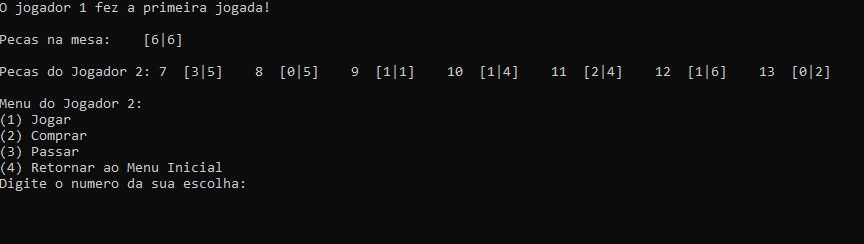 O jogador 1 fez a primeira jogada!
Pecas na mesa: [6|6]
Pecas do Jogador 2: 7 [3|5] 8 [0|5] 9 [1|1] 10 [1|4] 11 [2|4] 12 [1|6] 13 [0|2]
Menu do Jogador 2:
(1) Jogar
(2) Comprar
(3) Passar
(4) Retornar ao Menu Inicial
Digite o numero da sua escolha: